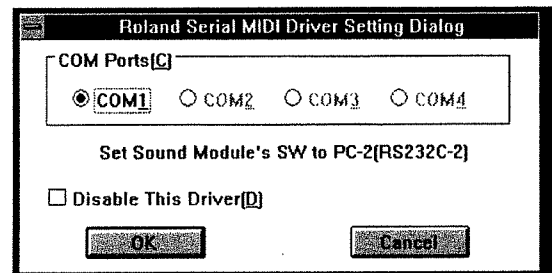 Roland Serial MIDI Driver Setting Dialog
COM Ports[C]
COM1 COM2 COM3 COM4
Set Sound Module's SW to PC-2(RS232C-2)
Disable This Driver[D]
OK Cancel